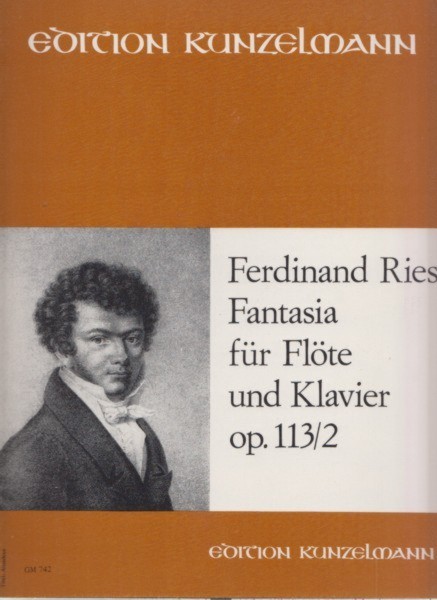 EDITION KUNZELMANN
Ferdinand Ries
Fantasia
für Flöte
und Klavier
op. 113/2
EDITION KUNZELMANN
GM 742